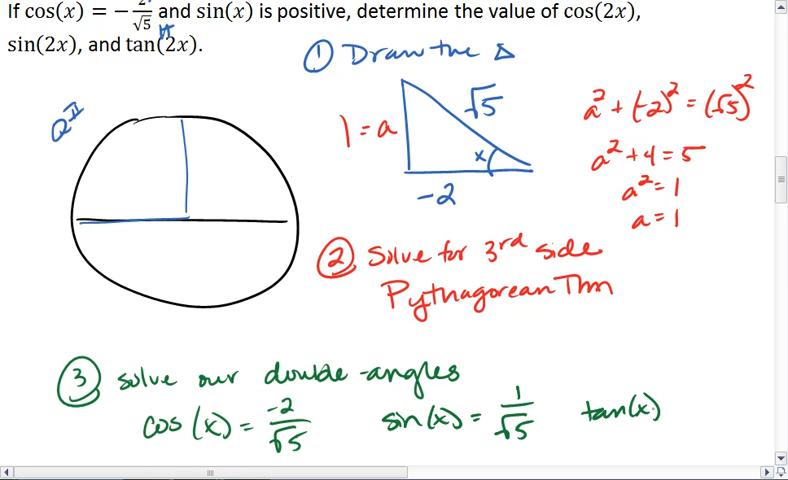 If cos(x) = −2/√5 and sin(x) is positive, determine the value of cos(2x),
sin(2x), and tan(2x).
① Draw the Δ
QII
√5
1 = a
x
−2
a² + (−2)² = (√5)²
a² + 4 = 5
a² = 1
a = 1
② Solve for 3rd side
Pythagorean Thm
③ solve our double-angles
cos(x) = −2/√5 sin(x) = 1/√5 tan(x)